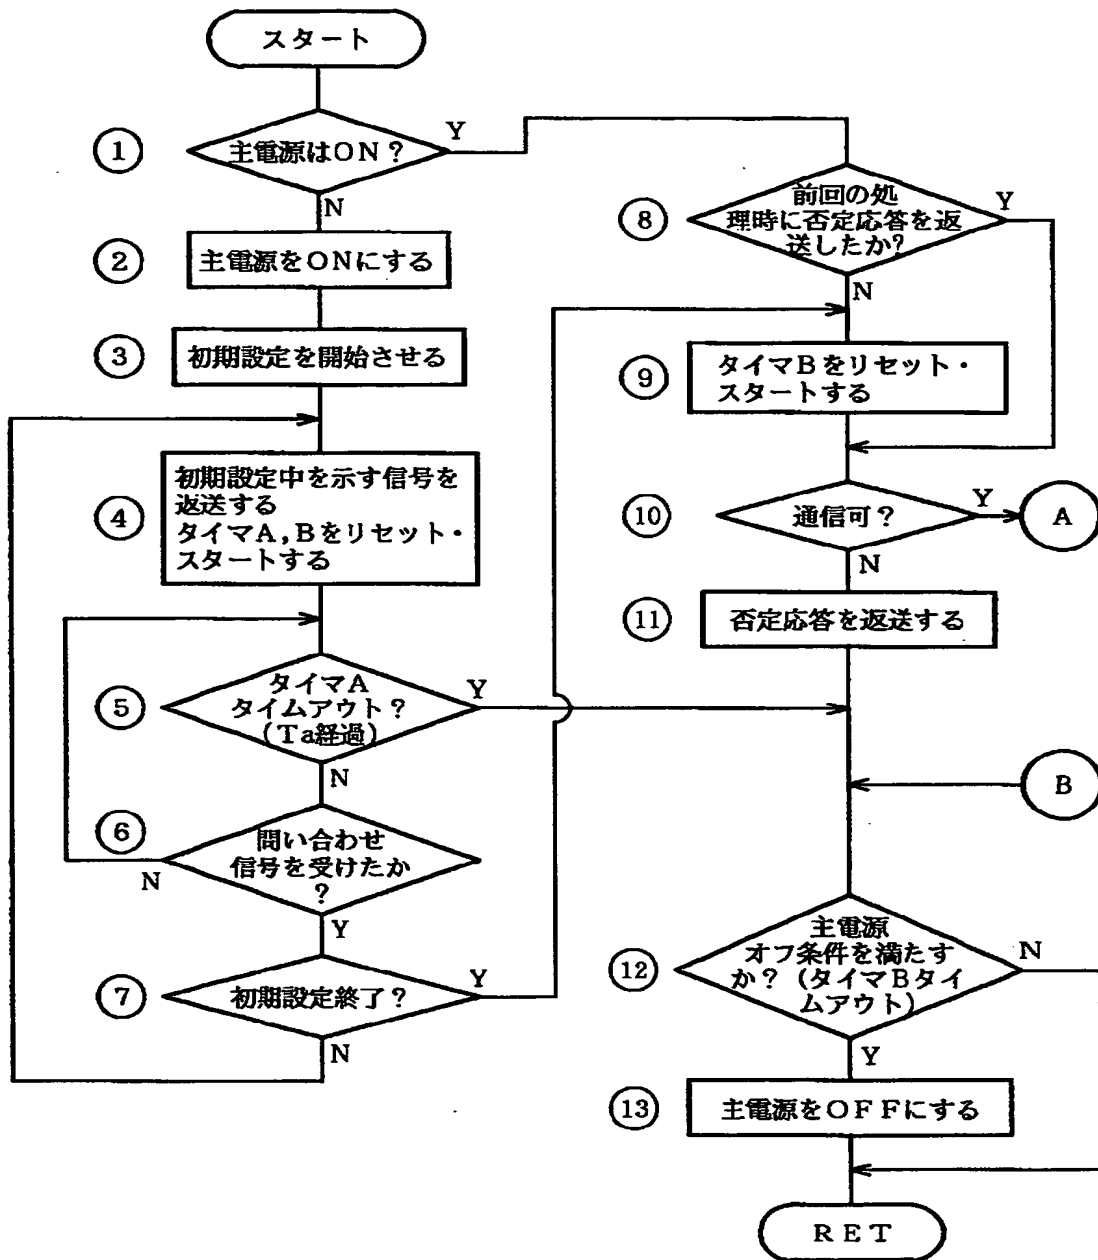 スタート
① 主電源はON？
Y
N
② 主電源をONにする
③ 初期設定を開始させる
④ 初期設定中を示す信号を
返送する
タイマA,Bをリセット・
スタートする
⑤ タイマA
タイムアウト？
(Ta経過)
Y
N
⑥ 問い合わせ
信号を受けたか
？
N
Y
⑦ 初期設定終了？
Y
N
⑧ 前回の処
理時に否定応答を返
送したか?
Y
N
⑨ タイマBをリセット・
スタートする
⑩ 通信可？
Y
A
N
⑪ 否定応答を返送する
B
⑫ 主電源
オフ条件を満たす
か？(タイマBタイ
ムアウト)
N
Y
⑬ 主電源をOFFにする
RET